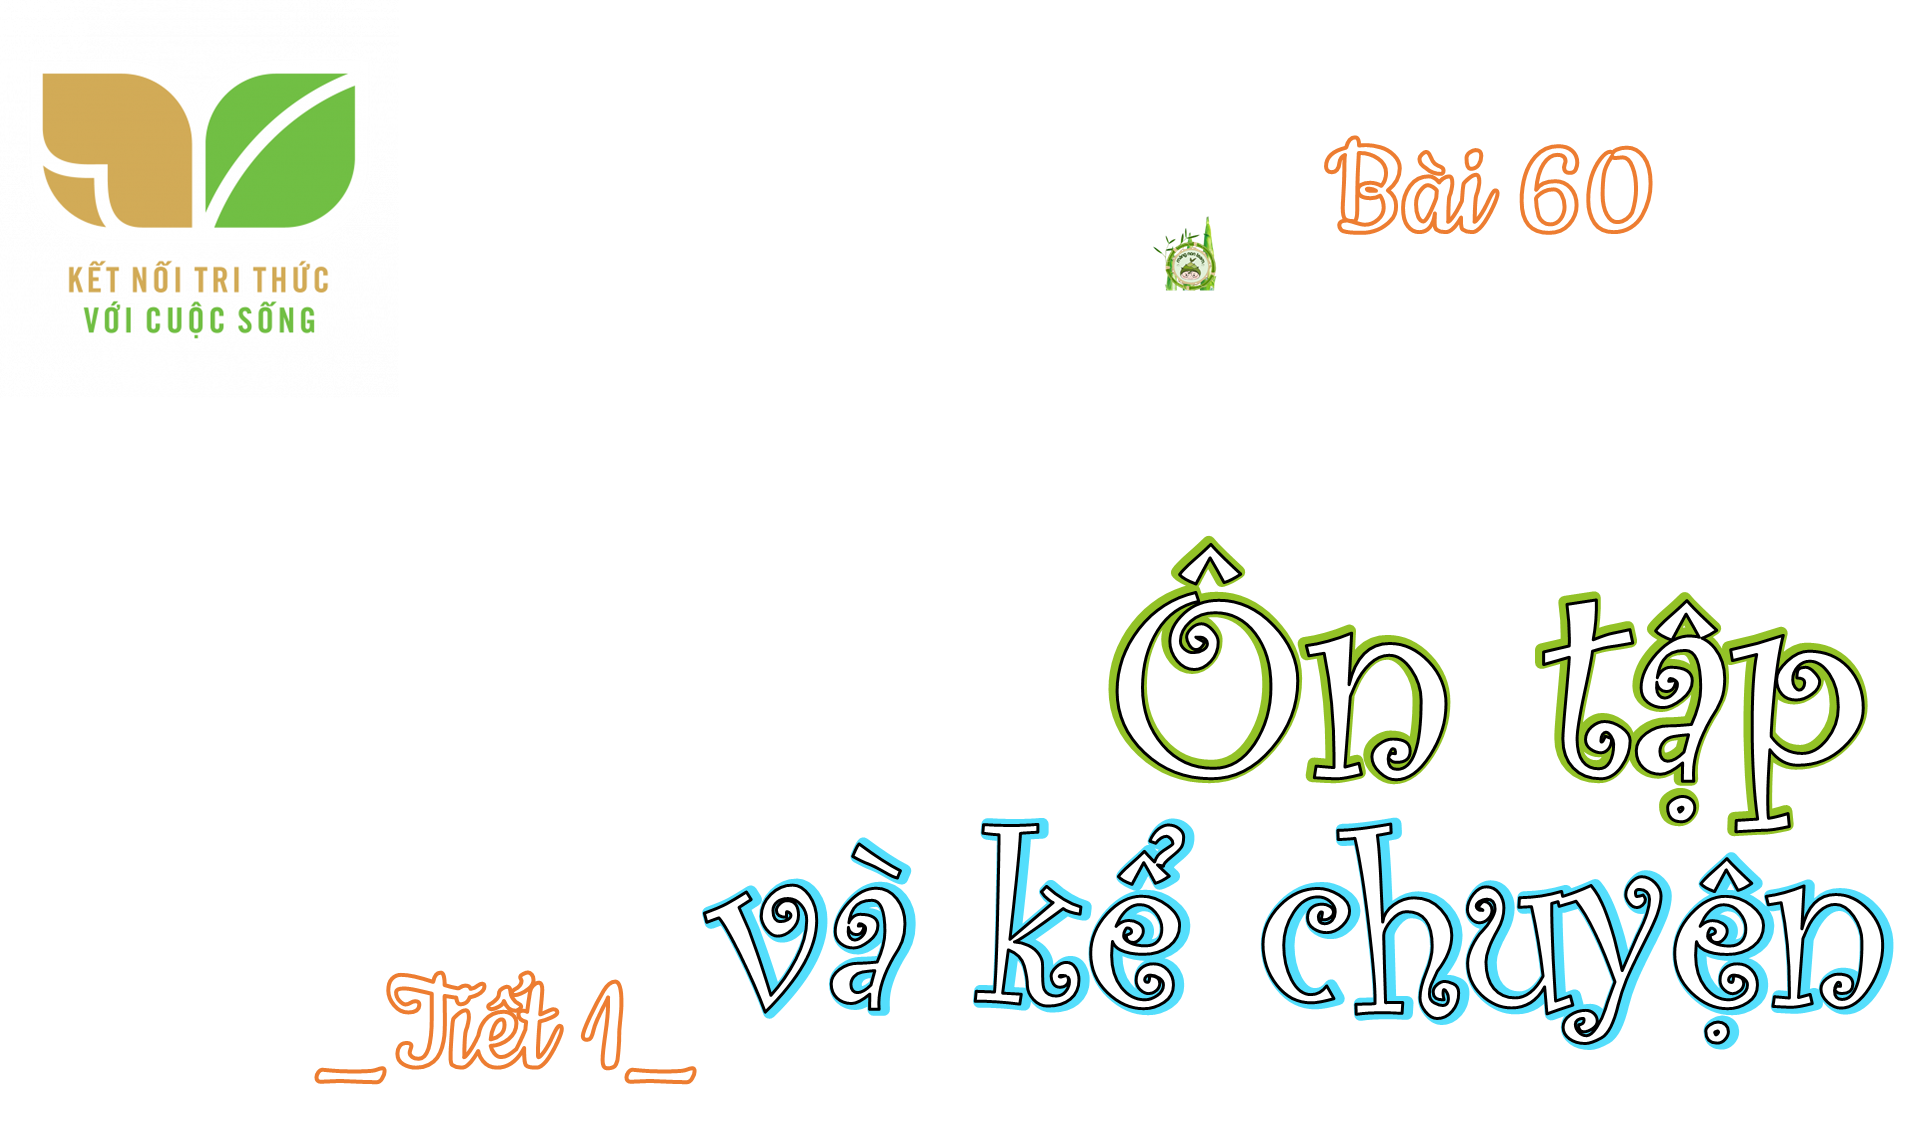 KẾT NỐI TRI THỨC
VỚI CUỘC SỐNG
Bài 60
Ôn tập
và kể chuyện
_Tiết 1_